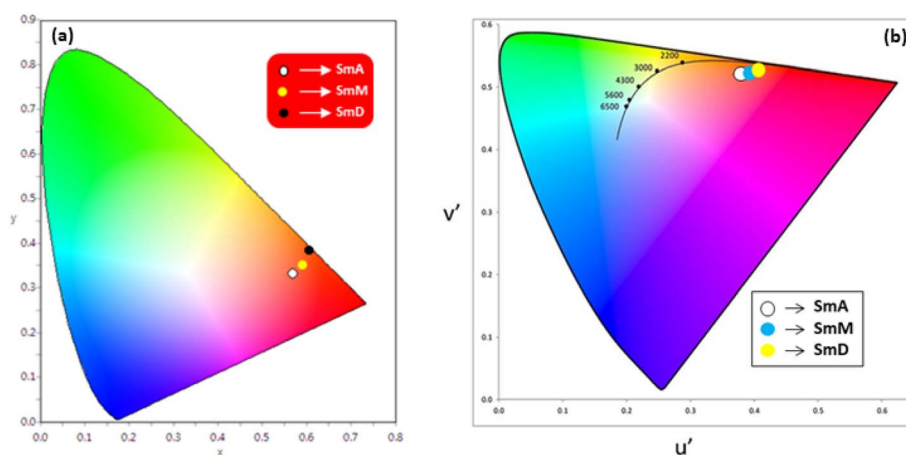 (a)
→ SmA
→ SmM
→ SmD
0.9
0.8
0.7
0.6
0.5
0.4
0.3
0.2
0.1
0.0
y
0.0 0.1 0.2 0.3 0.4 0.5 0.6 0.7 0.8
x
(b)
0.6
0.5
0.4
0.3
0.2
0.1
0.0
v'
2200
3000
4300
5600
6500
→ SmA
→ SmM
→ SmD
0.0 0.1 0.2 0.3 0.4 0.5 0.6
u'